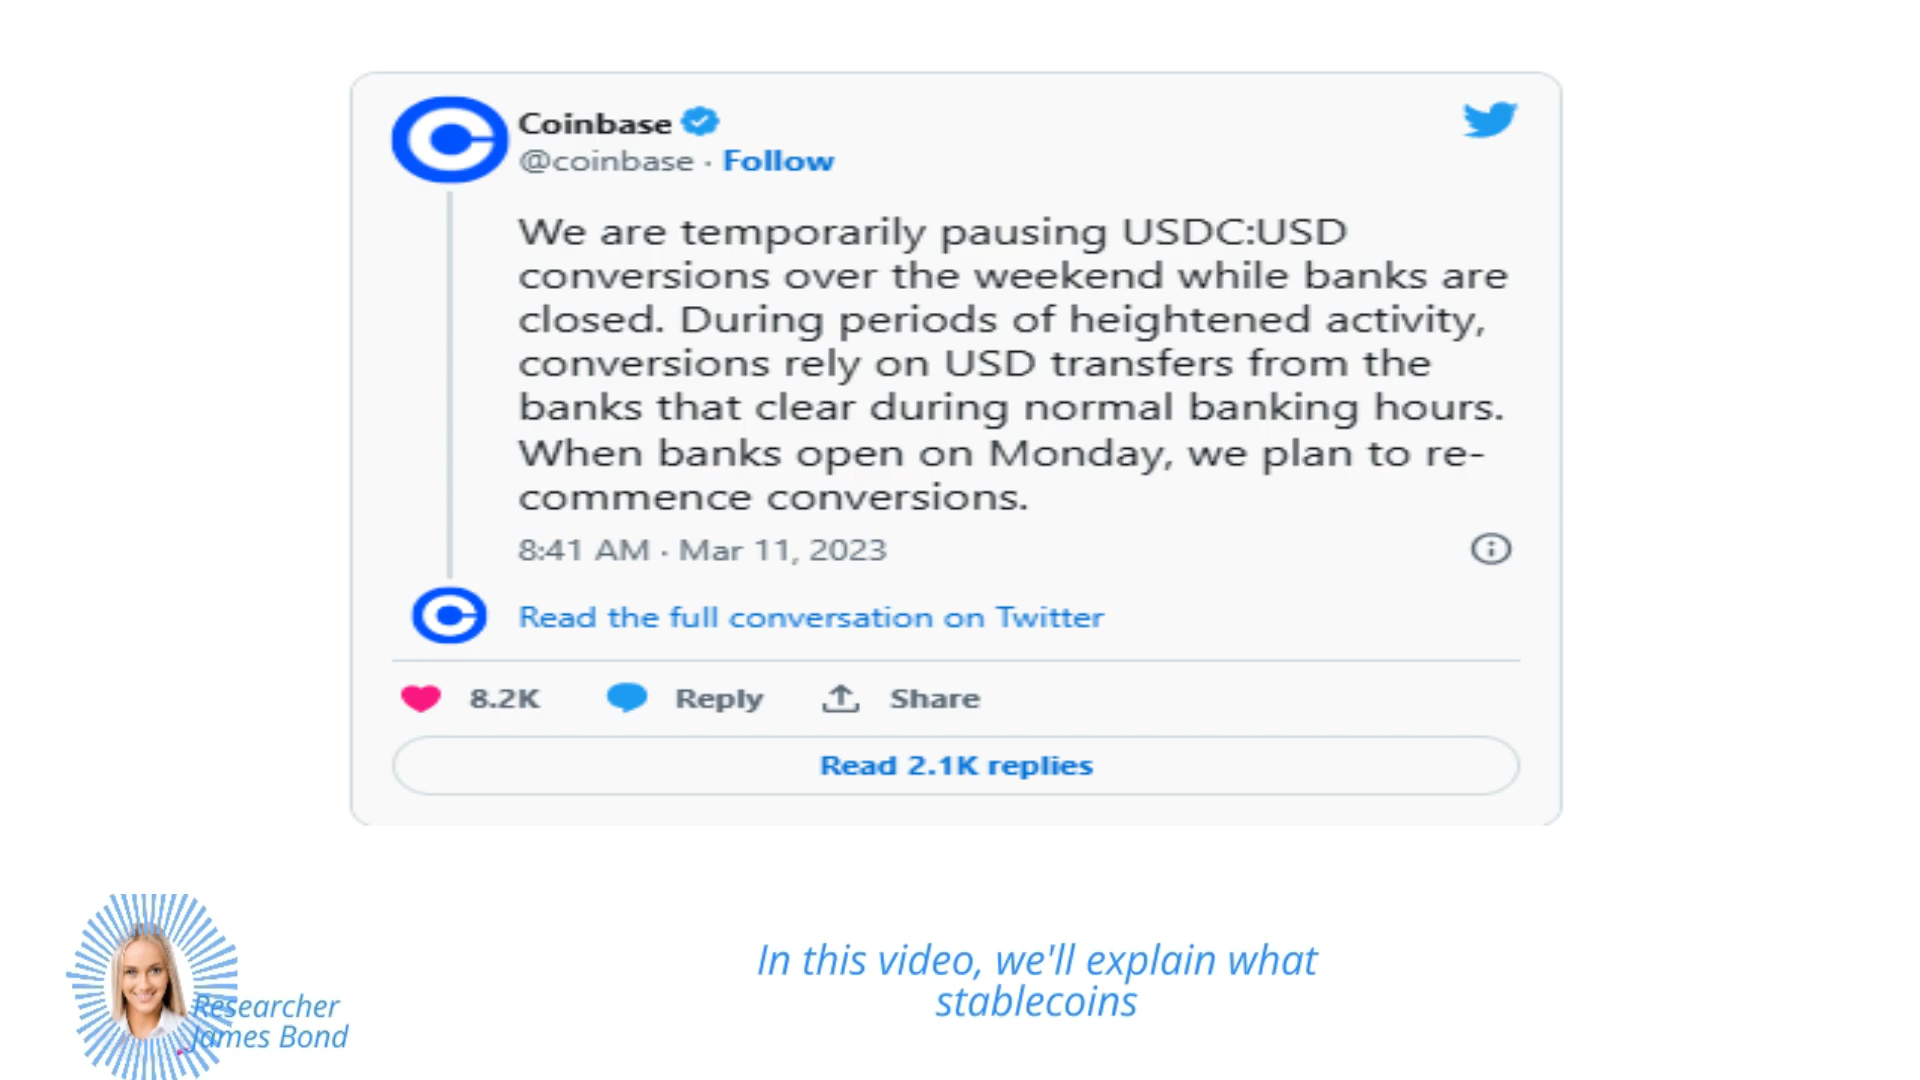 Coinbase
@coinbase · Follow
We are temporarily pausing USDC:USD
conversions over the weekend while banks are
closed. During periods of heightened activity,
conversions rely on USD transfers from the
banks that clear during normal banking hours.
When banks open on Monday, we plan to re-
commence conversions.
8:41 AM · Mar 11, 2023
Read the full conversation on Twitter
8.2K Reply Share
Read 2.1K replies
In this video, we'll explain what
stablecoins
Researcher
James Bond